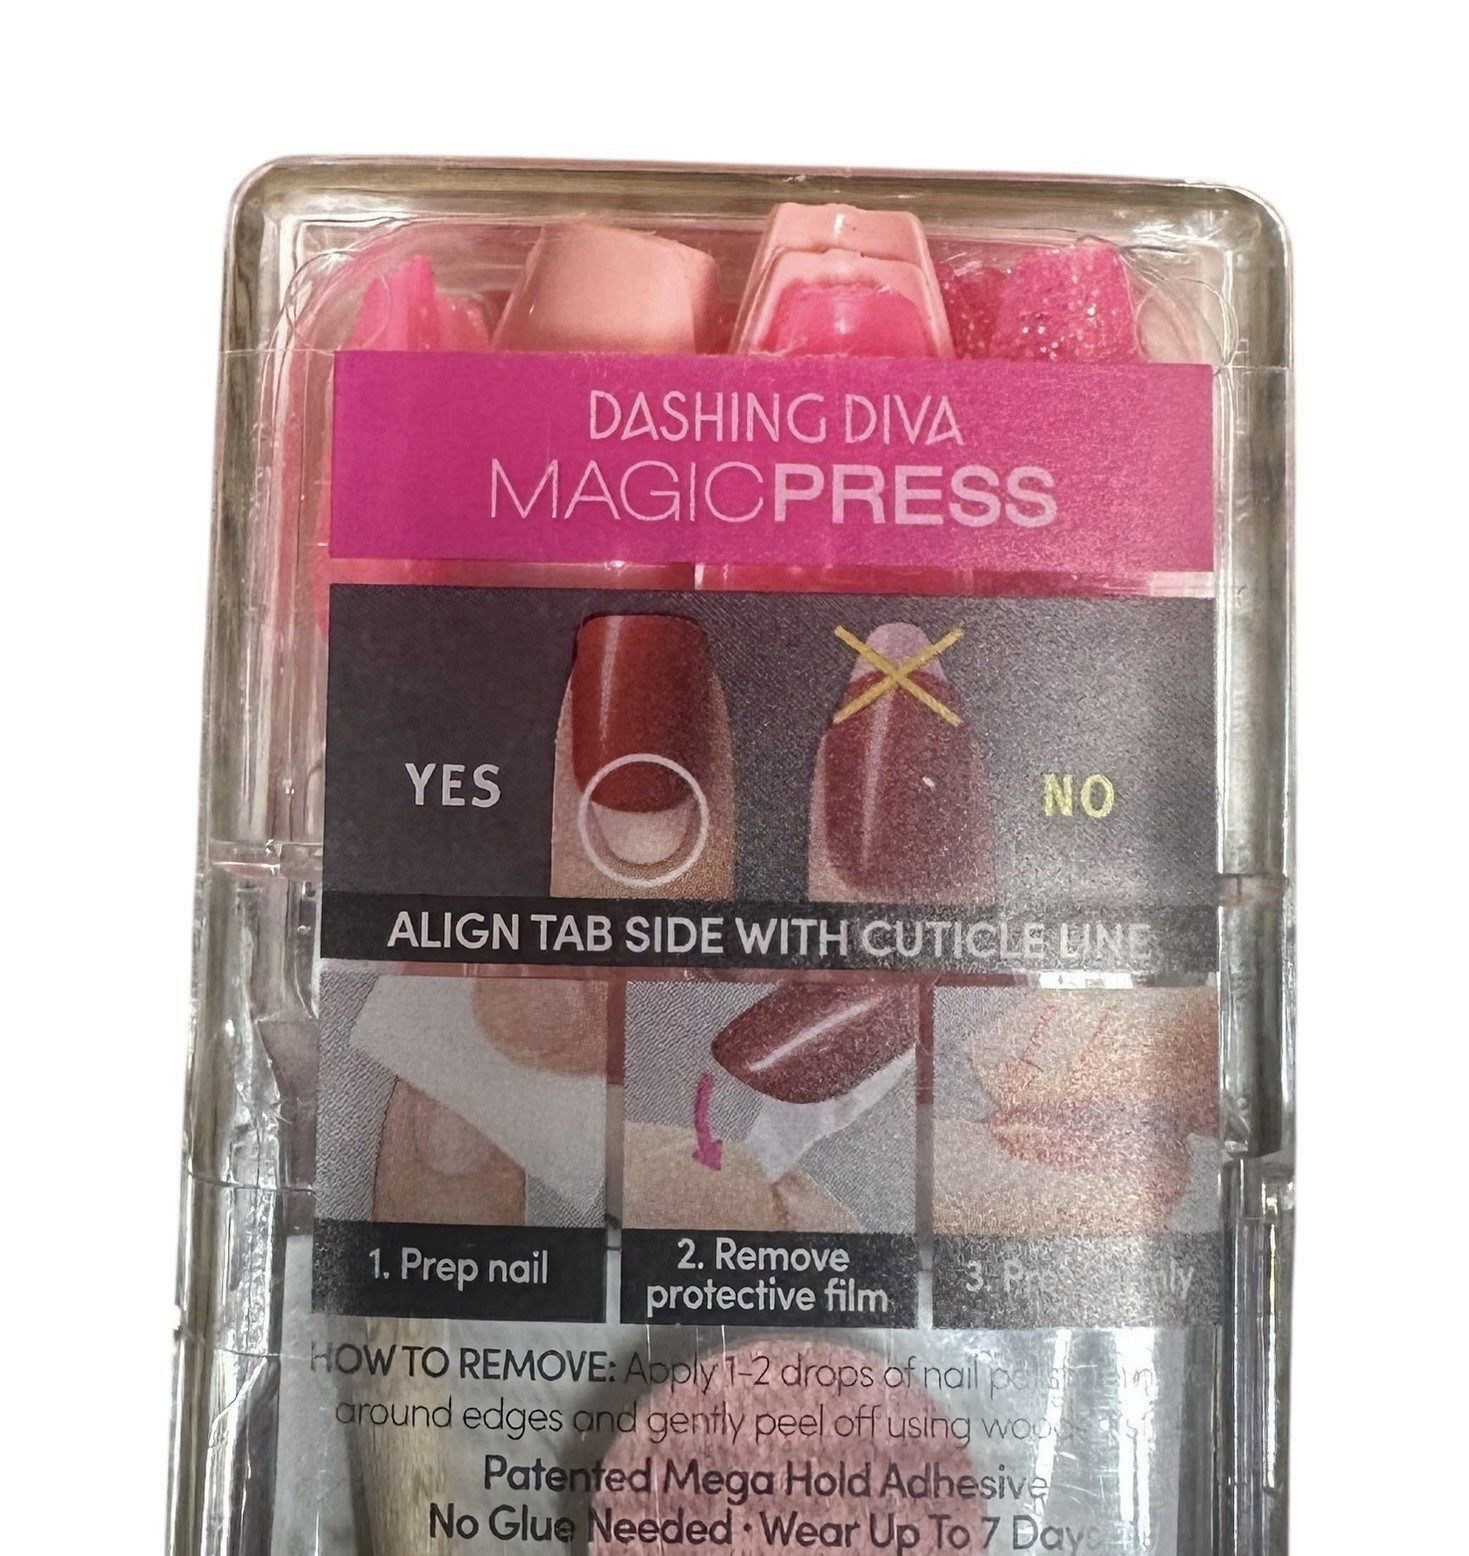 DASHING DIVA
MAGICPRESS
YES
NO
ALIGN TAB SIDE WITH CUTICLE LINE
1. Prep nail
2. Remove
protective film
3.
HOW TO REMOVE: Apply 1-2 drops of nail
around edges and gently peel off using
Patented Mega Hold Adhesive
No Glue Needed · Wear Up To 7 Days